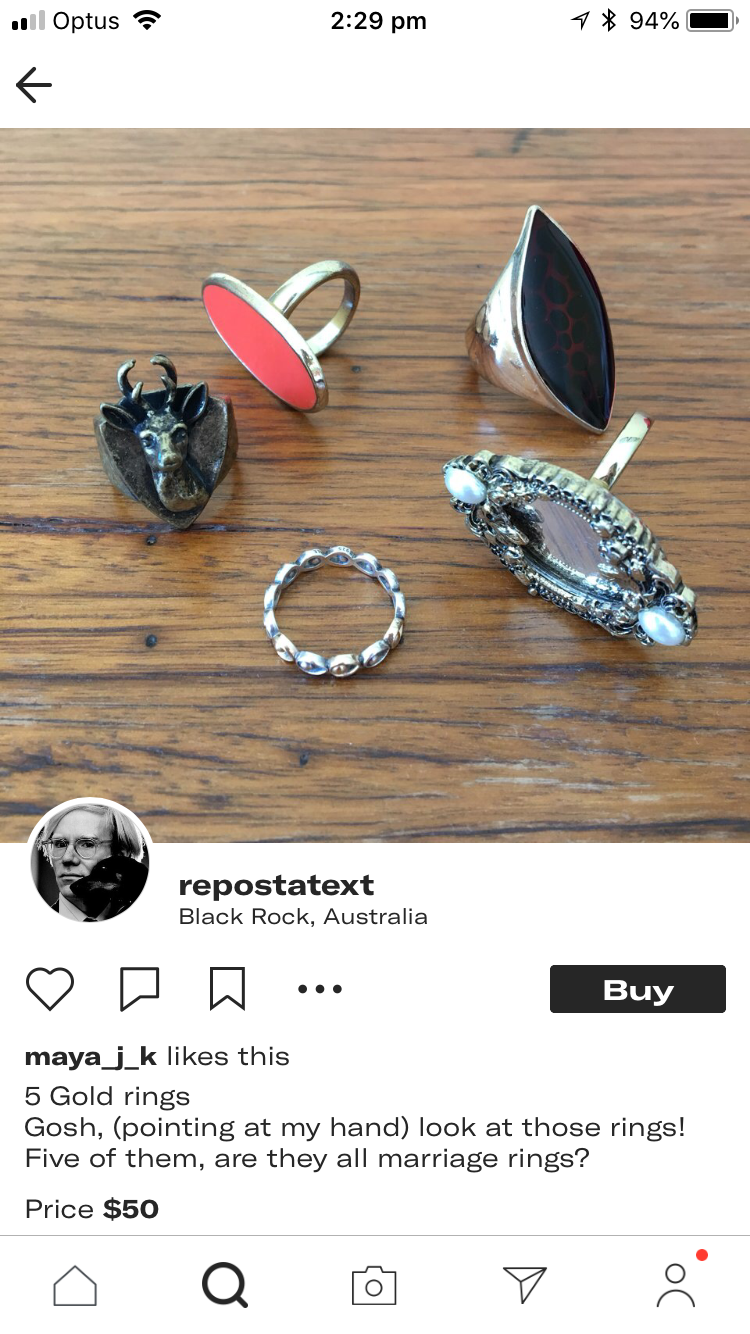 Optus 2:29 pm 94%
repostatext
Black Rock, Australia
Buy
maya_j_k likes this
5 Gold rings
Gosh, (pointing at my hand) look at those rings!
Five of them, are they all marriage rings?
Price $50